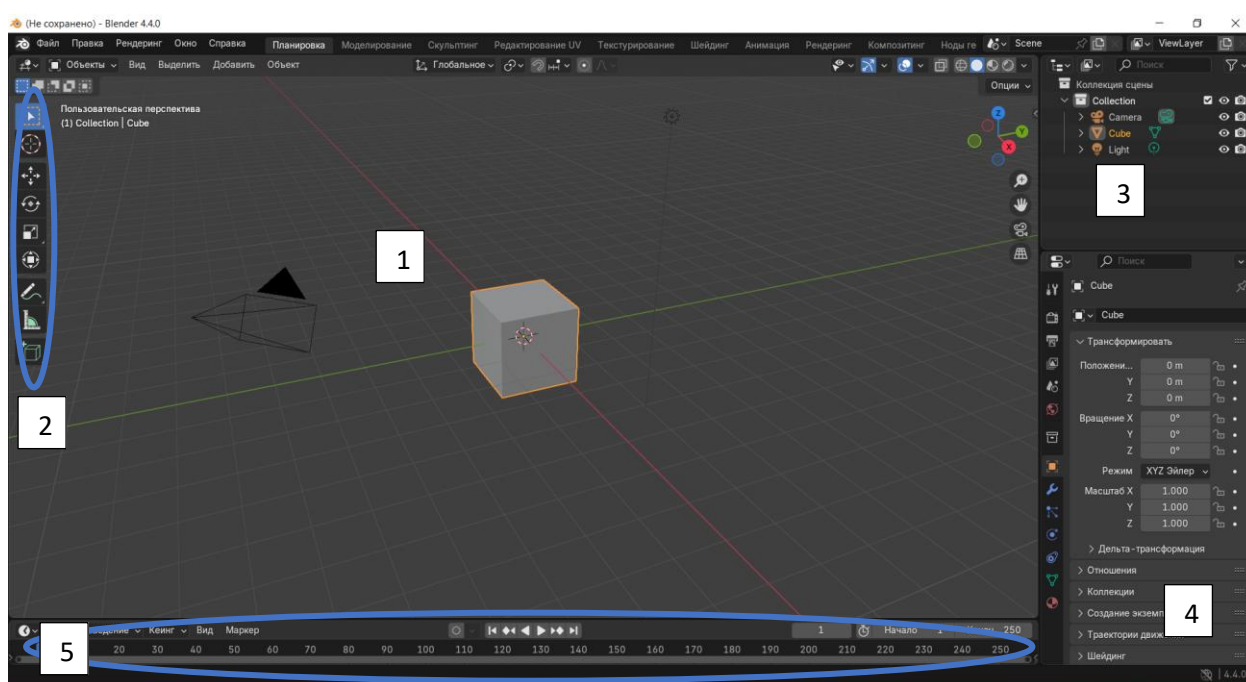 (Не сохранено) - Blender 4.4.0
Файл Правка Рендеринг Окно Справка Планировка Моделирование Скульптинг Редактирование UV Текстурирование Шейдинг Анимация Рендеринг Композитинг Ноды ге Scene ViewLayer
Объекты Вид Выделить Добавить Объект Глобальное Поиск
Опции
Пользовательская перспектива
(1) Collection | Cube
Z
Y
X
1
2
Коллекция сцены
Collection
Camera
Cube
Light
3
Поиск
Cube
Cube
Трансформировать
Положени... 0 m
Y 0 m
Z 0 m
Вращение X 0°
Y 0°
Z 0°
Режим XYZ Эйлер
Масштаб X 1.000
Y 1.000
Z 1.000
Дельта-трансформация
Отношения
Коллекции
Создание экземп
Траектории движ
Шейдинг
4
Кеинг Вид Маркер 1 Начало 1 250
5
20 30 40 50 60 70 80 90 100 110 120 130 140 150 160 170 180 190 200 210 220 230 240 250
4.4.0